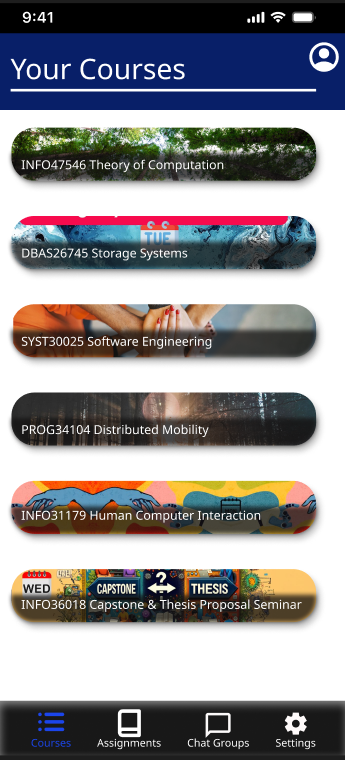 9:41
Your Courses
INFO47546 Theory of Computation
TUE
DBAS26745 Storage Systems
SYST30025 Software Engineering
PROG34104 Distributed Mobility
INFO31179 Human Computer Interaction
WED
CAPSTONE ? THESIS
INFO36018 Capstone & Thesis Proposal Seminar
Courses Assignments Chat Groups Settings